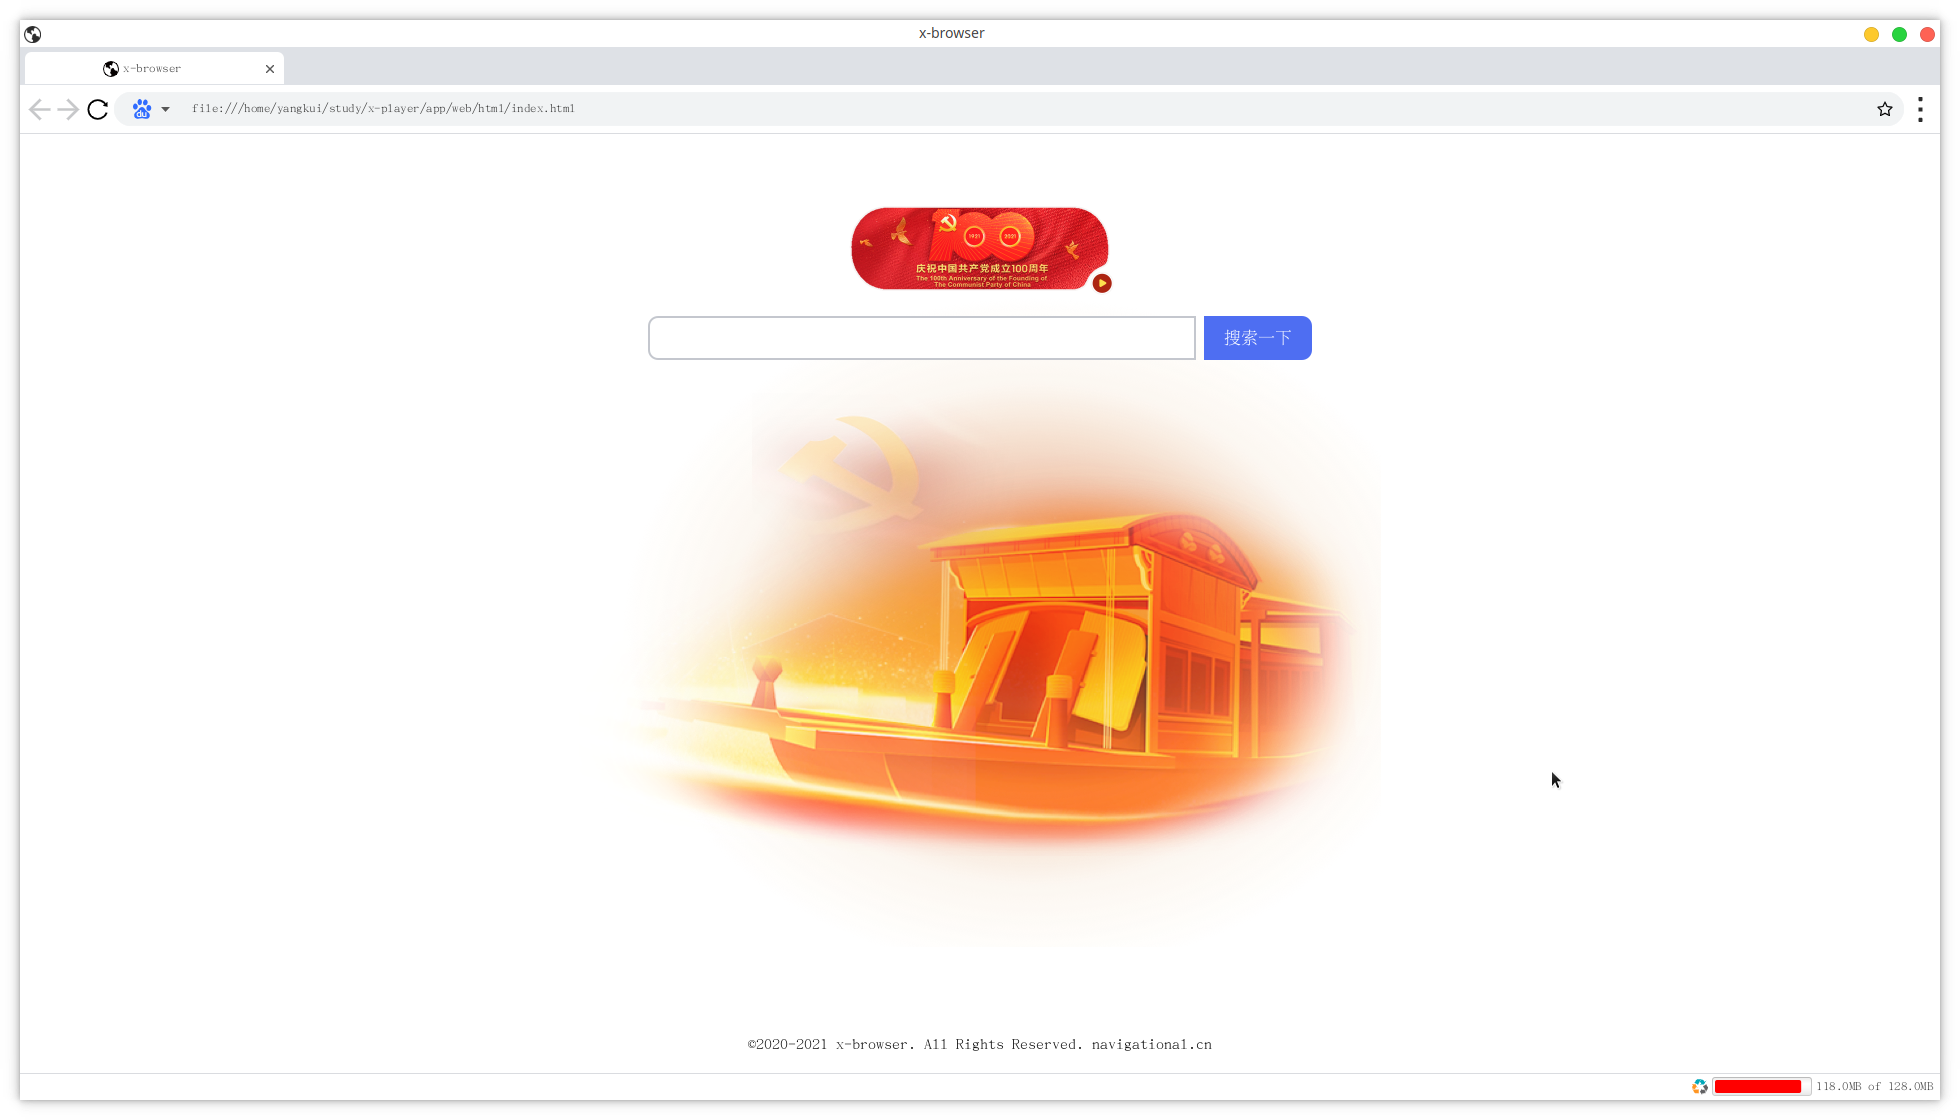 x-browser
x-browser
file:///home/yangkui/study/x-player/app/web/html/index.html
1921 2021
庆祝中国共产党成立100周年
The 100th Anniversary of the Founding of
The Communist Party of China
搜索一下
©2020-2021 x-browser. All Rights Reserved. navigational.cn
118.0MB of 128.0MB